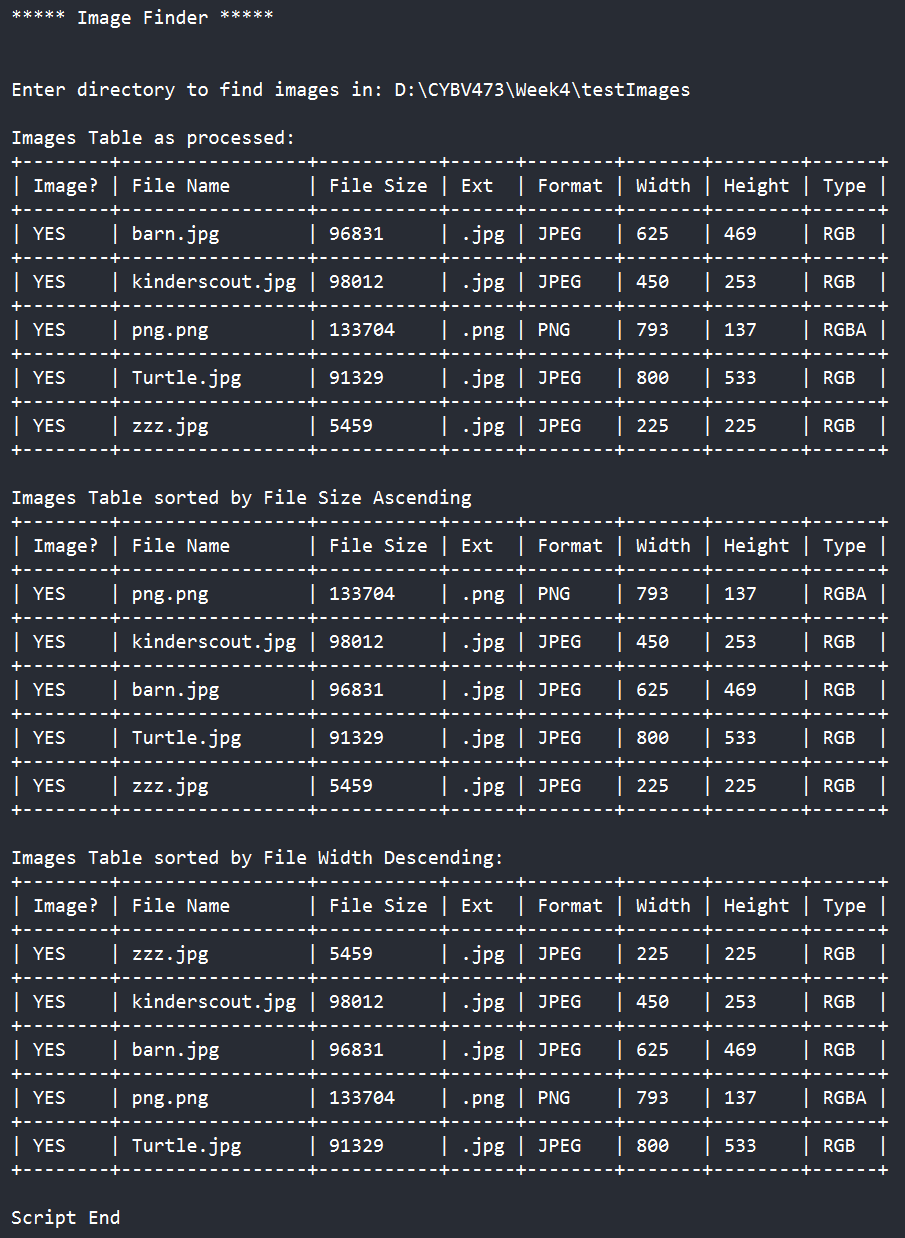 ***** Image Finder *****
Enter directory to find images in: D:\CYBV473\Week4\testImages
Images Table as processed:
+--------+-----------------+-----------+------+--------+-------+--------+------+
| Image? | File Name       | File Size | Ext  | Format | Width | Height | Type |
+--------+-----------------+-----------+------+--------+-------+--------+------+
| YES    | barn.jpg        | 96831     | .jpg | JPEG   | 625   | 469    | RGB  |
+--------+-----------------+-----------+------+--------+-------+--------+------+
| YES    | kinderscout.jpg | 98012     | .jpg | JPEG   | 450   | 253    | RGB  |
+--------+-----------------+-----------+------+--------+-------+--------+------+
| YES    | png.png         | 133704    | .png | PNG    | 793   | 137    | RGBA |
+--------+-----------------+-----------+------+--------+-------+--------+------+
| YES    | Turtle.jpg      | 91329     | .jpg | JPEG   | 800   | 533    | RGB  |
+--------+-----------------+-----------+------+--------+-------+--------+------+
| YES    | zzz.jpg         | 5459      | .jpg | JPEG   | 225   | 225    | RGB  |
+--------+-----------------+-----------+------+--------+-------+--------+------+
Images Table sorted by File Size Ascending
+--------+-----------------+-----------+------+--------+-------+--------+------+
| Image? | File Name       | File Size | Ext  | Format | Width | Height | Type |
+--------+-----------------+-----------+------+--------+-------+--------+------+
| YES    | png.png         | 133704    | .png | PNG    | 793   | 137    | RGBA |
+--------+-----------------+-----------+------+--------+-------+--------+------+
| YES    | kinderscout.jpg | 98012     | .jpg | JPEG   | 450   | 253    | RGB  |
+--------+-----------------+-----------+------+--------+-------+--------+------+
| YES    | barn.jpg        | 96831     | .jpg | JPEG   | 625   | 469    | RGB  |
+--------+-----------------+-----------+------+--------+-------+--------+------+
| YES    | Turtle.jpg      | 91329     | .jpg | JPEG   | 800   | 533    | RGB  |
+--------+-----------------+-----------+------+--------+-------+--------+------+
| YES    | zzz.jpg         | 5459      | .jpg | JPEG   | 225   | 225    | RGB  |
+--------+-----------------+-----------+------+--------+-------+--------+------+
Images Table sorted by File Width Descending:
+--------+-----------------+-----------+------+--------+-------+--------+------+
| Image? | File Name       | File Size | Ext  | Format | Width | Height | Type |
+--------+-----------------+-----------+------+--------+-------+--------+------+
| YES    | zzz.jpg         | 5459      | .jpg | JPEG   | 225   | 225    | RGB  |
+--------+-----------------+-----------+------+--------+-------+--------+------+
| YES    | kinderscout.jpg | 98012     | .jpg | JPEG   | 450   | 253    | RGB  |
+--------+-----------------+-----------+------+--------+-------+--------+------+
| YES    | barn.jpg        | 96831     | .jpg | JPEG   | 625   | 469    | RGB  |
+--------+-----------------+-----------+------+--------+-------+--------+------+
| YES    | png.png         | 133704    | .png | PNG    | 793   | 137    | RGBA |
+--------+-----------------+-----------+------+--------+-------+--------+------+
| YES    | Turtle.jpg      | 91329     | .jpg | JPEG   | 800   | 533    | RGB  |
+--------+-----------------+-----------+------+--------+-------+--------+------+
Script End